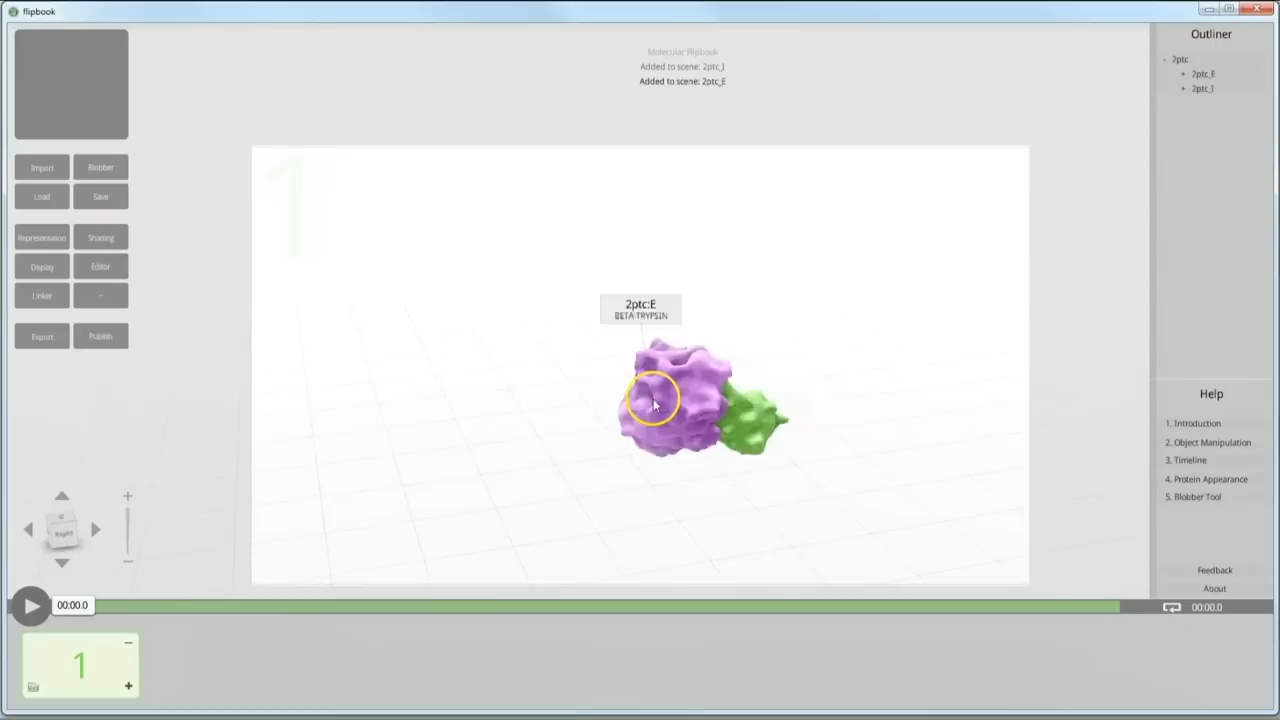 flipbook
Outliner
Molecular Flipbook
Added to scene: 2ptc_I
Added to scene: 2ptc_E
- 2ptc
+ 2ptc_E
+ 2ptc_I
Import
Blobber
Load
Save
Representation
Shading
Display
Editor
Linker
-
Export
Publish
1
2ptc:E
BETA-TRYPSIN
Help
1. Introduction
2. Object Manipulation
3. Timeline
4. Protein Appearance
5. Blobber Tool
Feedback
About
Right
00:00.0
00:00.0
1